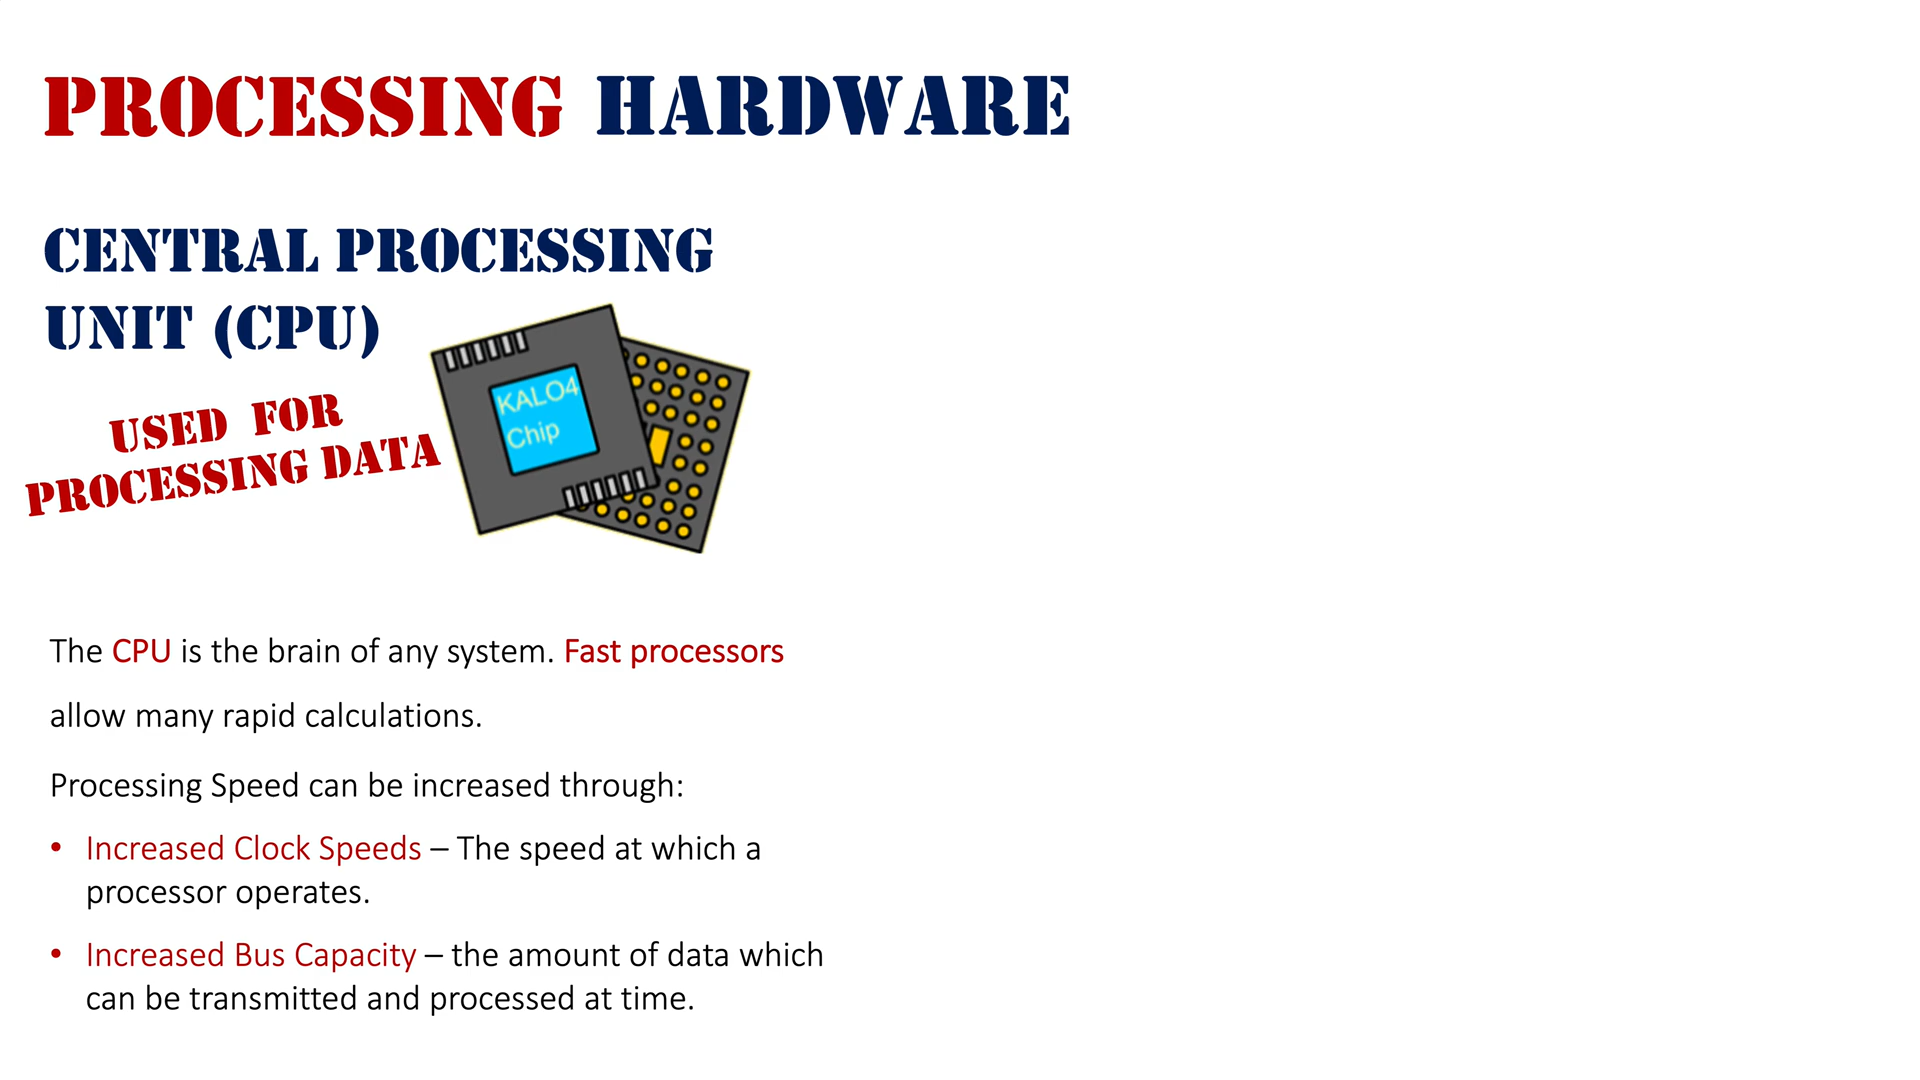 PROCESSING HARDWARE
CENTRAL PROCESSING
UNIT (CPU)
USED FOR
PROCESSING DATA
KALO4
Chip
The CPU is the brain of any system. Fast processors
allow many rapid calculations.
Processing Speed can be increased through:
• Increased Clock Speeds – The speed at which a
processor operates.
• Increased Bus Capacity – the amount of data which
can be transmitted and processed at time.